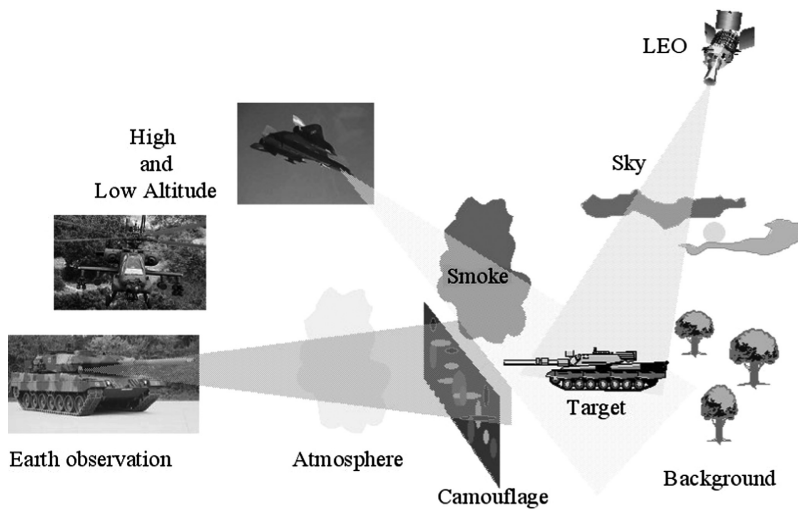 LEO
High
and
Low Altitude
Sky
Smoke
Target
Earth observation
Atmosphere
Background
Camouflage